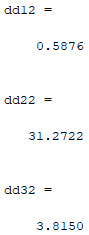 dd12 =
0.5876
dd22 =
31.2722
dd32 =
3.8150